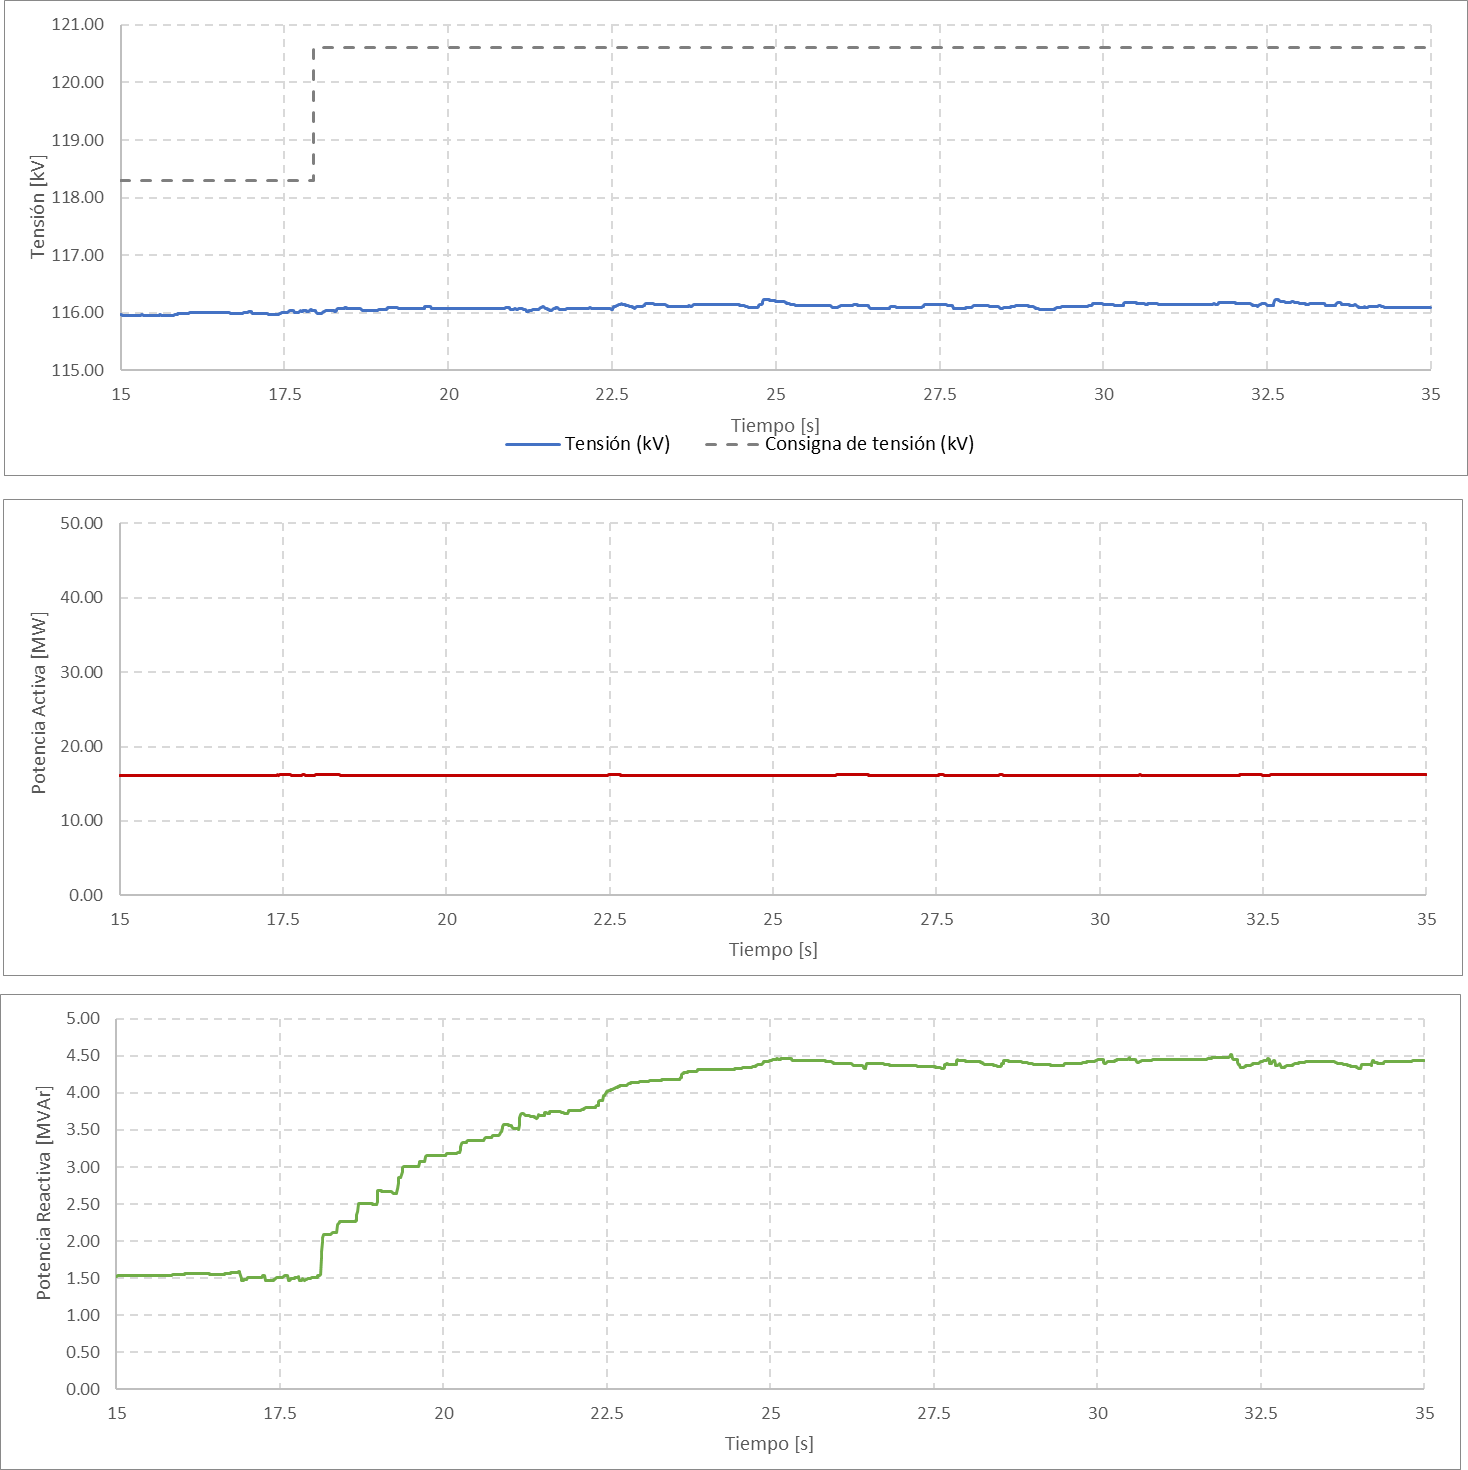 121.00
120.00
119.00
118.00
117.00
116.00
115.00
Tensión [kV]
15 17.5 20 22.5 25 27.5 30 32.5 35
Tiempo [s]
Tensión (kV) Consigna de tensión (kV)
50.00
40.00
30.00
20.00
10.00
0.00
Potencia Activa [MW]
15 17.5 20 22.5 25 27.5 30 32.5 35
Tiempo [s]
5.00
4.50
4.00
3.50
3.00
2.50
2.00
1.50
1.00
0.50
0.00
Potencia Reactiva [MVAr]
15 17.5 20 22.5 25 27.5 30 32.5 35
Tiempo [s]